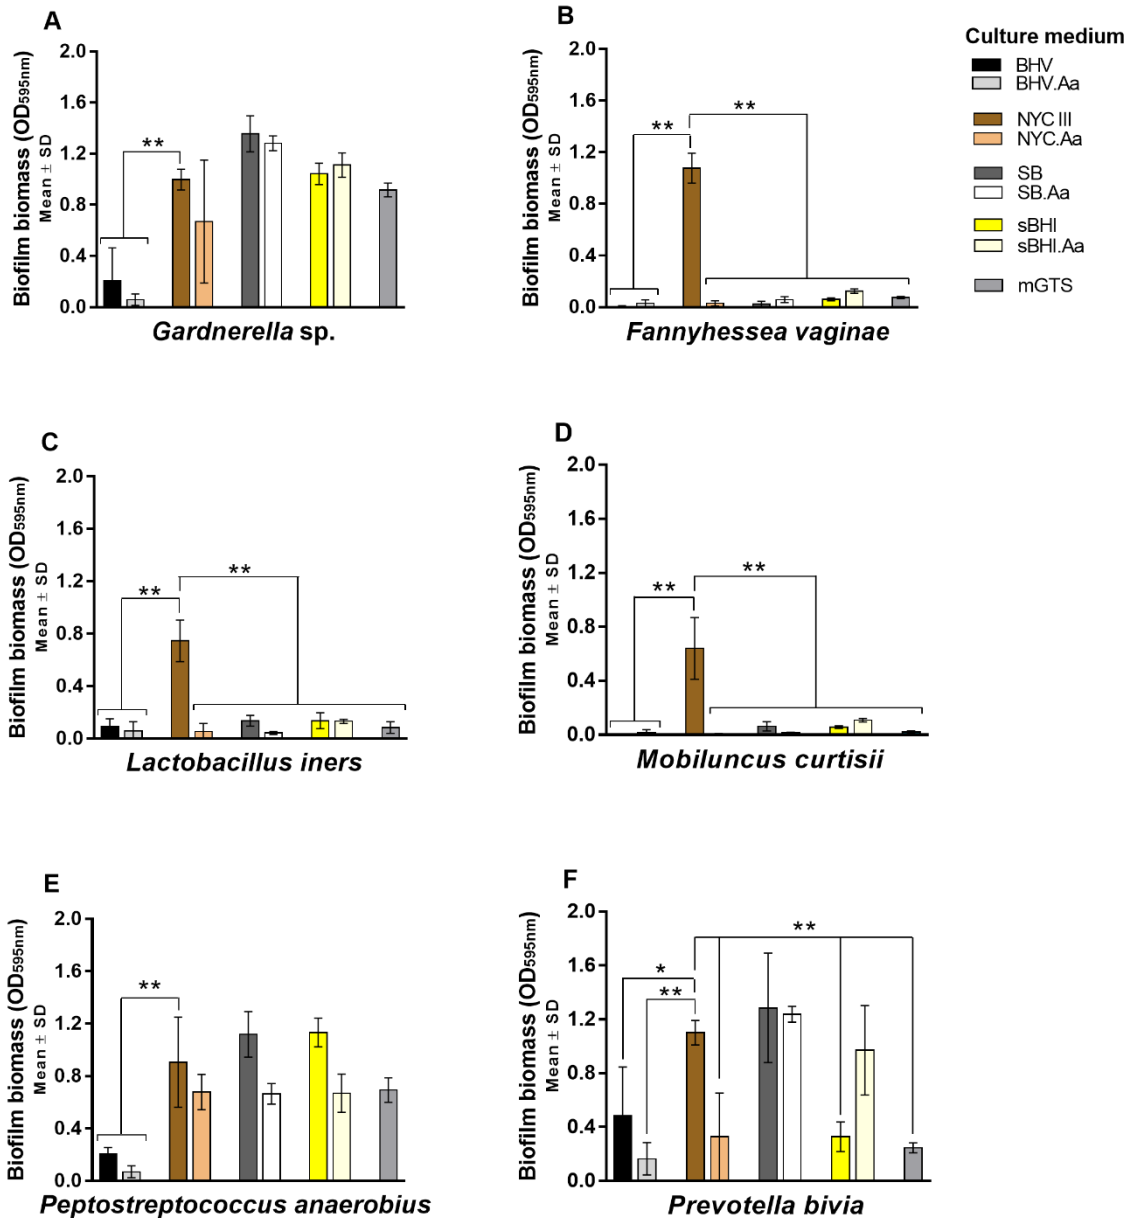 A
Biofilm biomass (OD595nm)
Mean ± SD
2.0
1.6
1.2
0.8
0.4
0.0
**
Gardnerella sp.
B
Biofilm biomass (OD595nm)
Mean ± SD
2.0
1.6
1.2
0.8
0.4
0.0
**
**
Fannyhessea vaginae
Culture medium
BHV
BHV.Aa
NYC III
NYC.Aa
SB
SB.Aa
sBHI
sBHI.Aa
mGTS
C
Biofilm biomass (OD595nm)
Mean ± SD
2.0
1.6
1.2
0.8
0.4
0.0
**
**
Lactobacillus iners
D
Biofilm biomass (OD595nm)
Mean ± SD
2.0
1.6
1.2
0.8
0.4
0.0
**
**
Mobiluncus curtisii
E
Biofilm biomass (OD595nm)
Mean ± SD
2.0
1.6
1.2
0.8
0.4
0.0
**
Peptostreptococcus anaerobius
F
Biofilm biomass (OD595nm)
Mean ± SD
2.0
1.6
1.2
0.8
0.4
0.0
*
**
**
Prevotella bivia